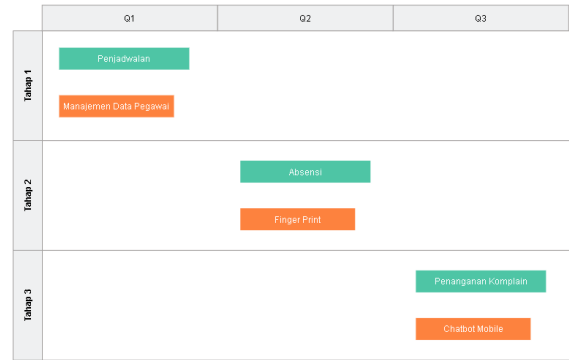 Q1
Q2
Q3
Tahap 1
Penjadwalan
Manajemen Data Pegawai
Tahap 2
Absensi
Finger Print
Tahap 3
Penanganan Komplain
Chatbot Mobile